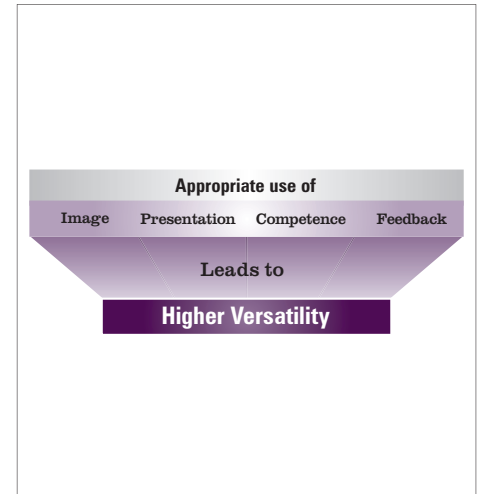 Appropriate use of
Image Presentation Competence Feedback
Leads to
Higher Versatility